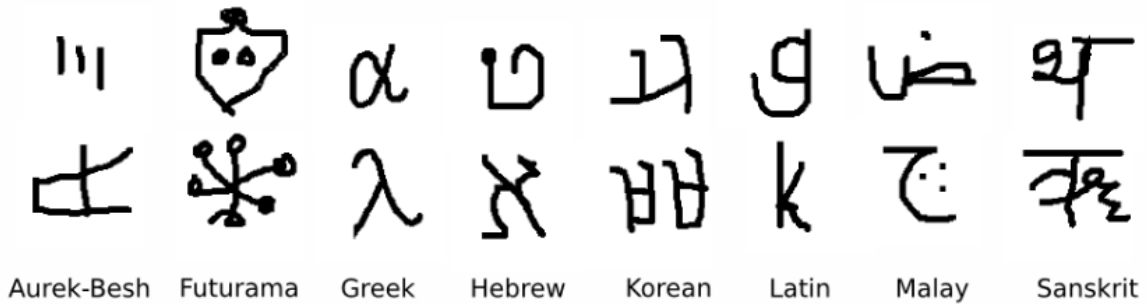 α ט g ض थ
λ א ㅃ k چ
Aurek-Besh Futurama Greek Hebrew Korean Latin Malay Sanskrit